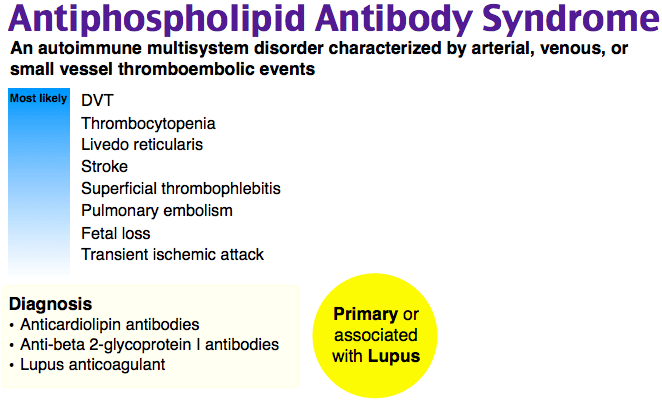 Antiphospholipid Antibody Syndrome
An autoimmune multisystem disorder characterized by arterial, venous, or
small vessel thromboembolic events
Most likely
DVT
Thrombocytopenia
Livedo reticularis
Stroke
Superficial thrombophlebitis
Pulmonary embolism
Fetal loss
Transient ischemic attack
Diagnosis
• Anticardiolipin antibodies
• Anti-beta 2-glycoprotein I antibodies
• Lupus anticoagulant
Primary or
associated
with Lupus